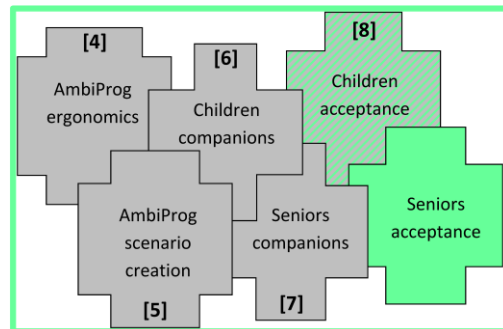 [4]
AmbiProg
ergonomics
[6]
Children
companions
[8]
Children
acceptance
AmbiProg
scenario
creation
[5]
Seniors
companions
[7]
Seniors
acceptance